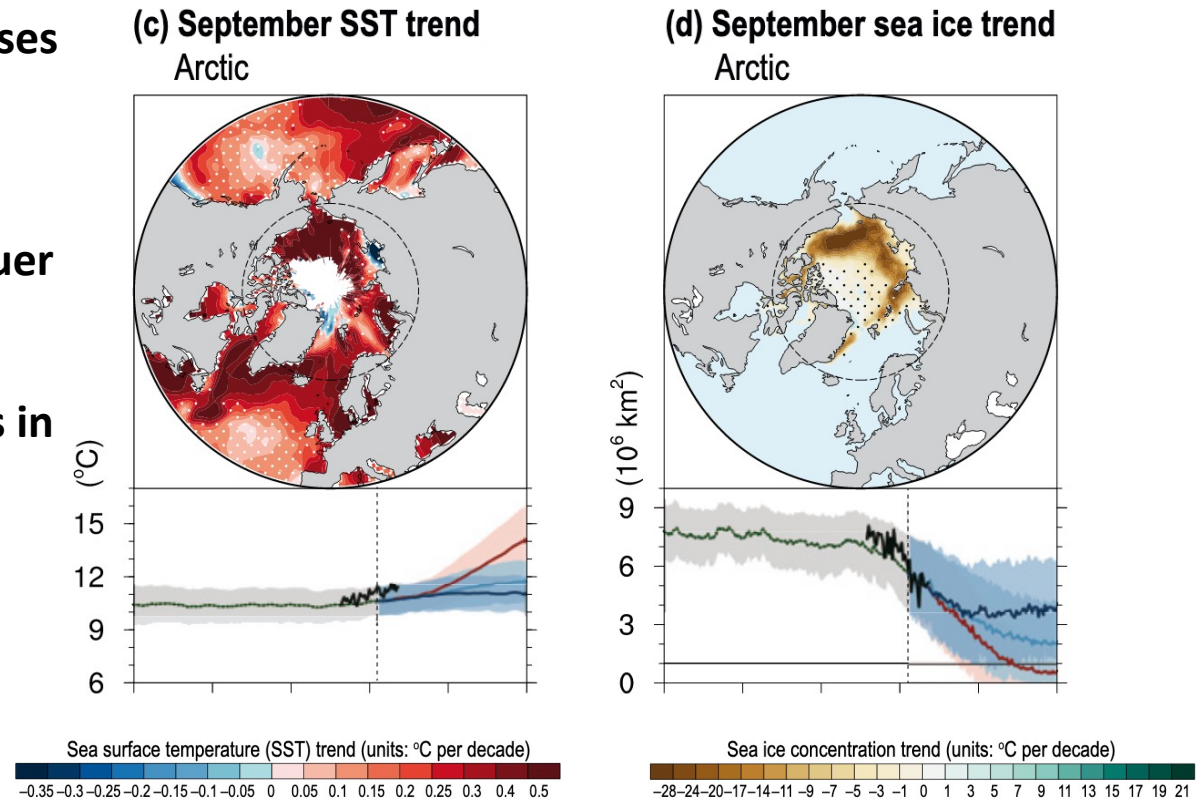 ses
uer
s in
(c) September SST trend
Arctic
(°C)
15
12
9
6
Sea surface temperature (SST) trend (units: °C per decade)
−0.35 −0.3 −0.25 −0.2 −0.15 −0.1 −0.05 0 0.05 0.1 0.15 0.2 0.25 0.3 0.4 0.5
(d) September sea ice trend
Arctic
(10⁶ km²)
9
6
3
0
Sea ice concentration trend (units: °C per decade)
−28 −24 −20 −17 −14 −11 −9 −7 −5 −3 −1 0 1 3 5 7 9 11 13 15 17 19 21